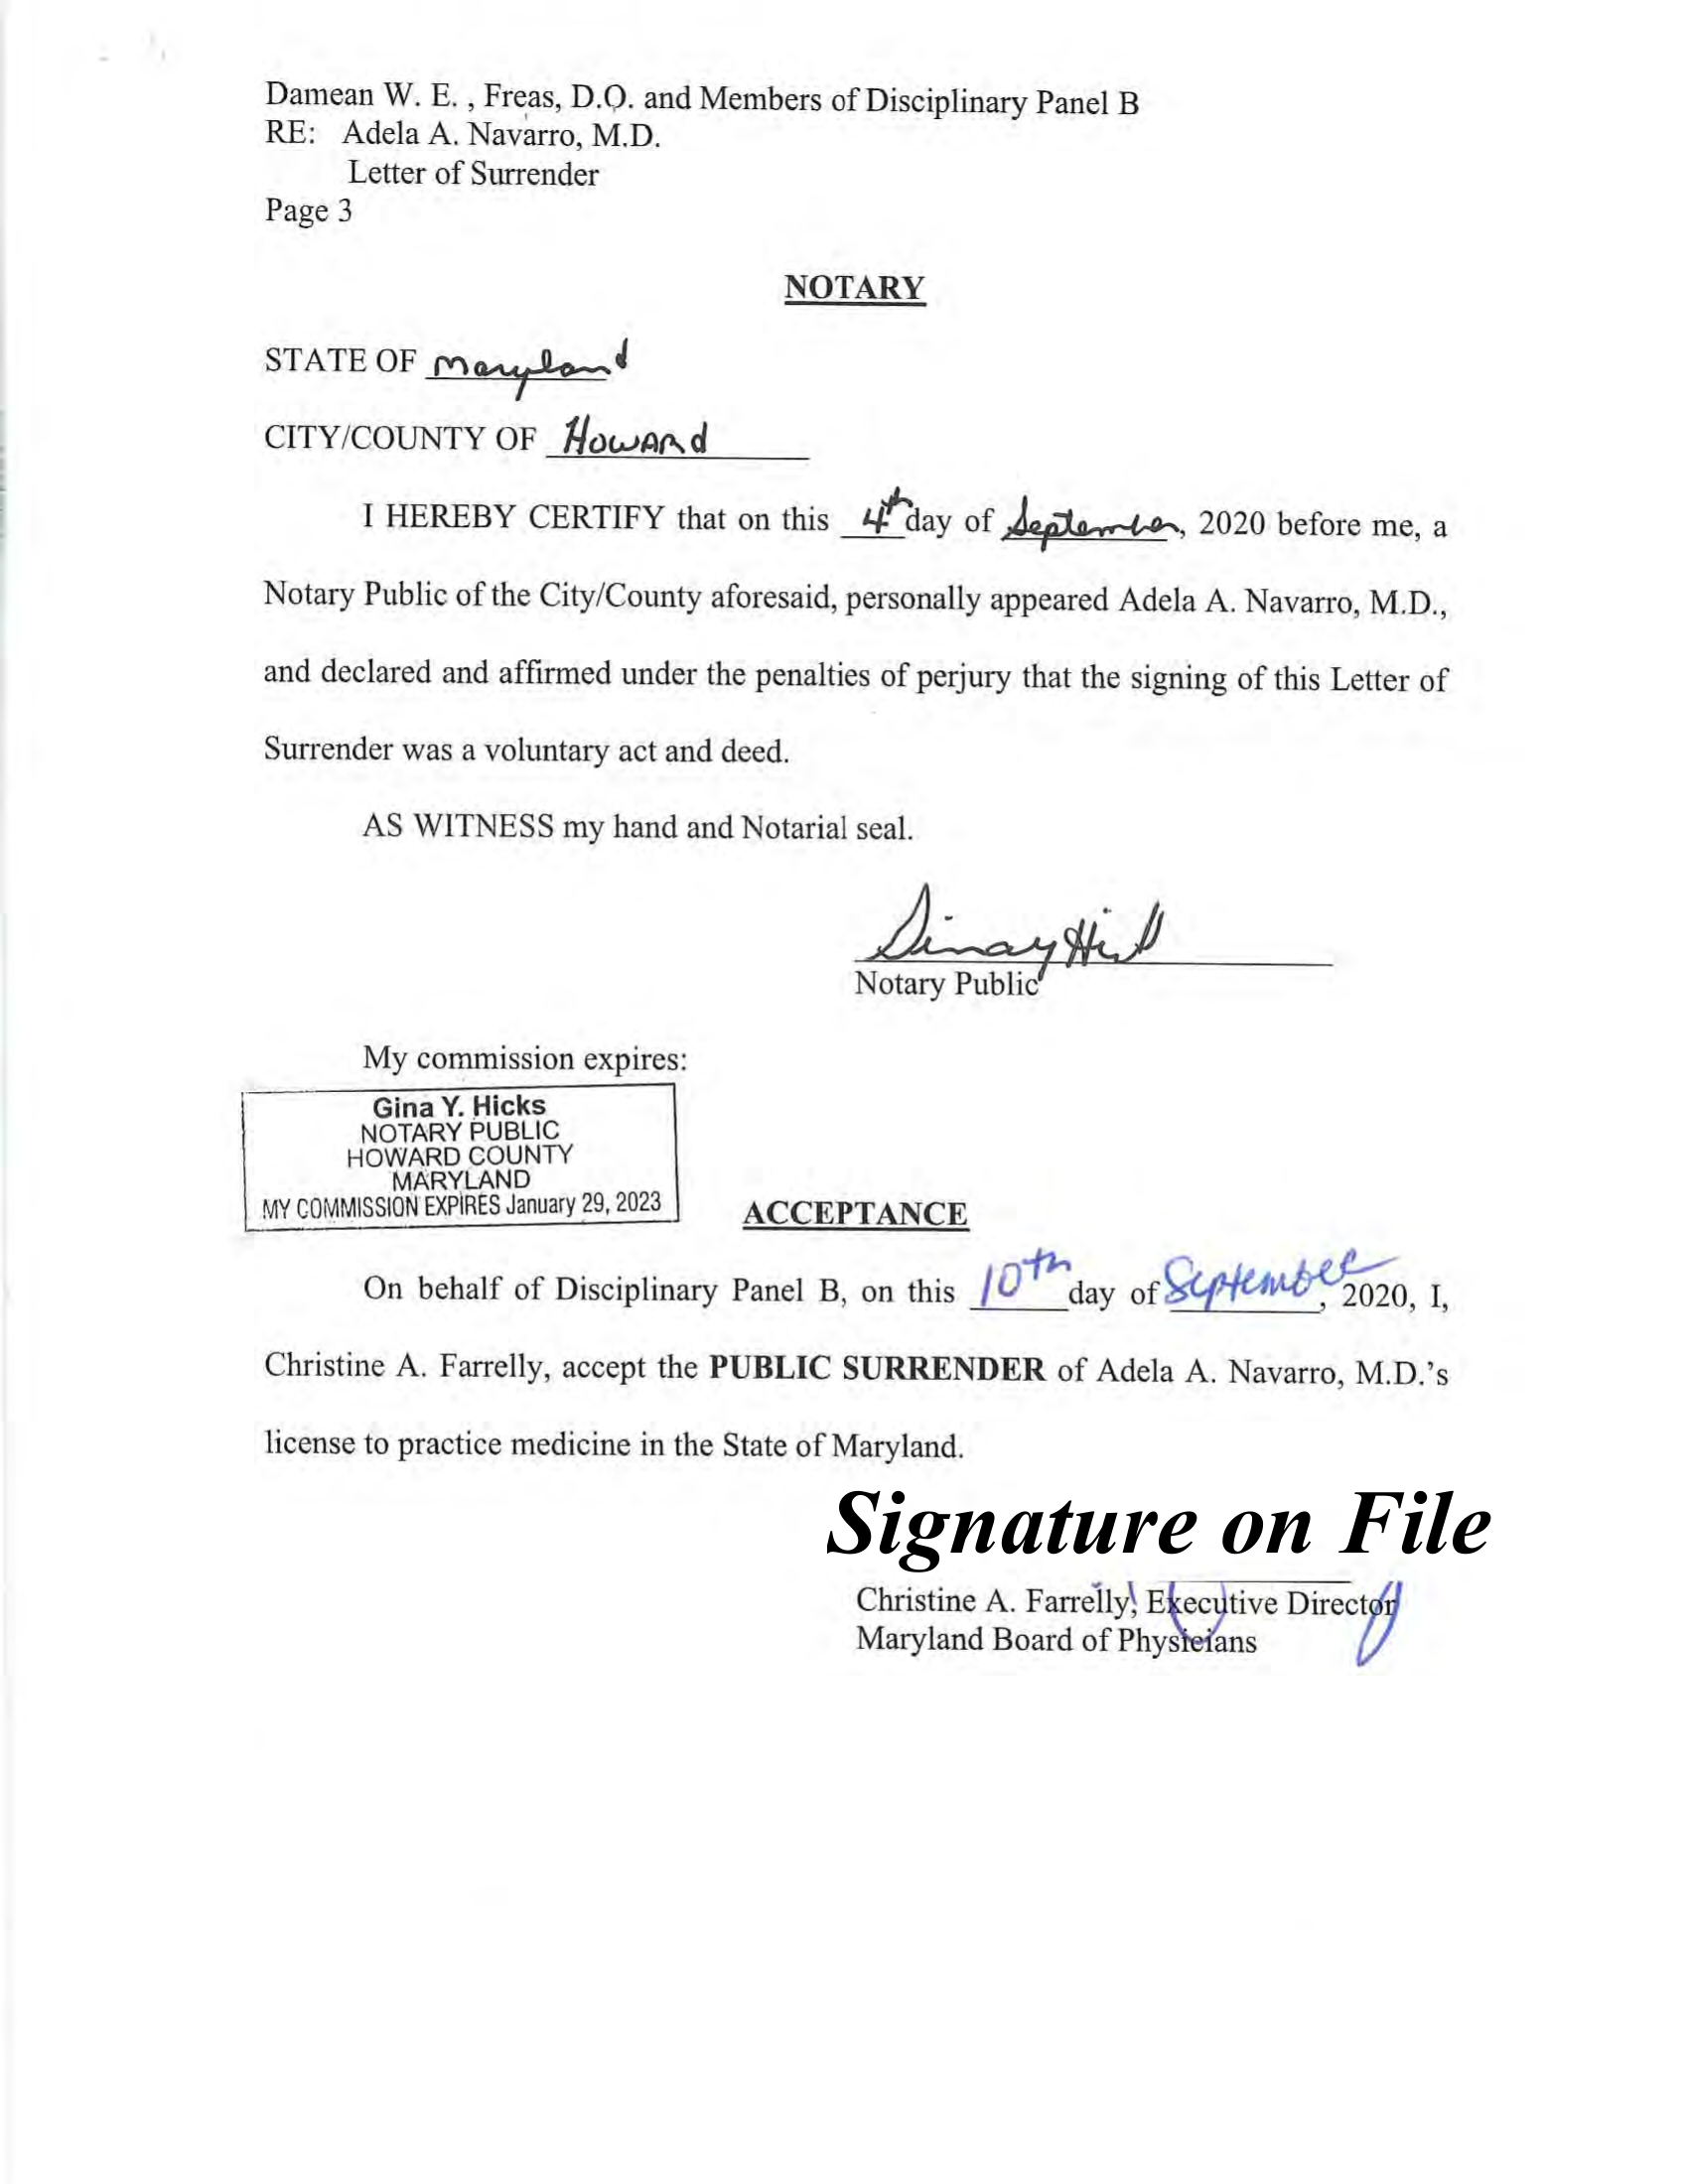 Damean W. E. , Freas, D.O. and Members of Disciplinary Panel B
RE: Adela A. Navarro, M.D.
Letter of Surrender
Page 3
NOTARY
STATE OF Maryland
CITY/COUNTY OF Howard
I HEREBY CERTIFY that on this 4th day of September, 2020 before me, a
Notary Public of the City/County aforesaid, personally appeared Adela A. Navarro, M.D.,
and declared and affirmed under the penalties of perjury that the signing of this Letter of
Surrender was a voluntary act and deed.
AS WITNESS my hand and Notarial seal.
Notary Public
My commission expires:
Gina Y. Hicks
NOTARY PUBLIC
HOWARD COUNTY
MARYLAND
MY COMMISSION EXPIRES January 29, 2023
ACCEPTANCE
On behalf of Disciplinary Panel B, on this 10th day of September, 2020, I,
Christine A. Farrelly, accept the PUBLIC SURRENDER of Adela A. Navarro, M.D.'s
license to practice medicine in the State of Maryland.
Signature on File
Christine A. Farrelly, Executive Director
Maryland Board of Physicians